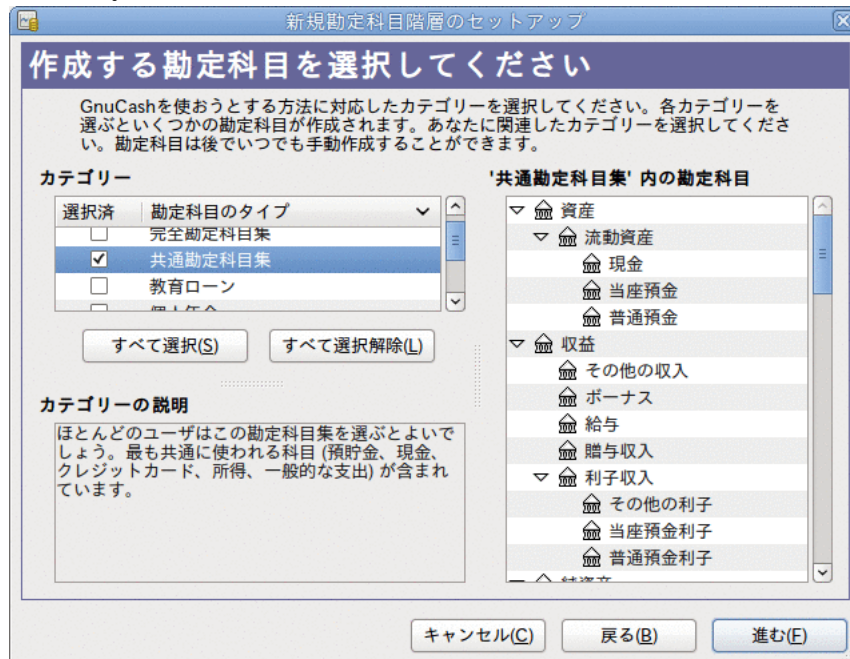 新規勘定科目階層のセットアップ
作成する勘定科目を選択してください
GnuCashを使おうとする方法に対応したカテゴリーを選択してください。各カテゴリーを
選ぶといくつかの勘定科目が作成されます。あなたに関連したカテゴリーを選択してくださ
い。勘定科目は後でいつでも手動作成することができます。
カテゴリー
選択済 勘定科目のタイプ
完全勘定科目集
共通勘定科目集
教育ローン
すべて選択(S) すべて選択解除(L)
カテゴリーの説明
ほとんどのユーザはこの勘定科目集を選ぶとよいで
しょう。最も共通に使われる科目 (預貯金、現金、
クレジットカード、所得、一般的な支出) が含まれ
ています。
'共通勘定科目集' 内の勘定科目
資産
流動資産
現金
当座預金
普通預金
収益
その他の収入
ボーナス
給与
贈与収入
利子収入
その他の利子
当座預金利子
普通預金利子
キャンセル(C) 戻る(B) 進む(F)